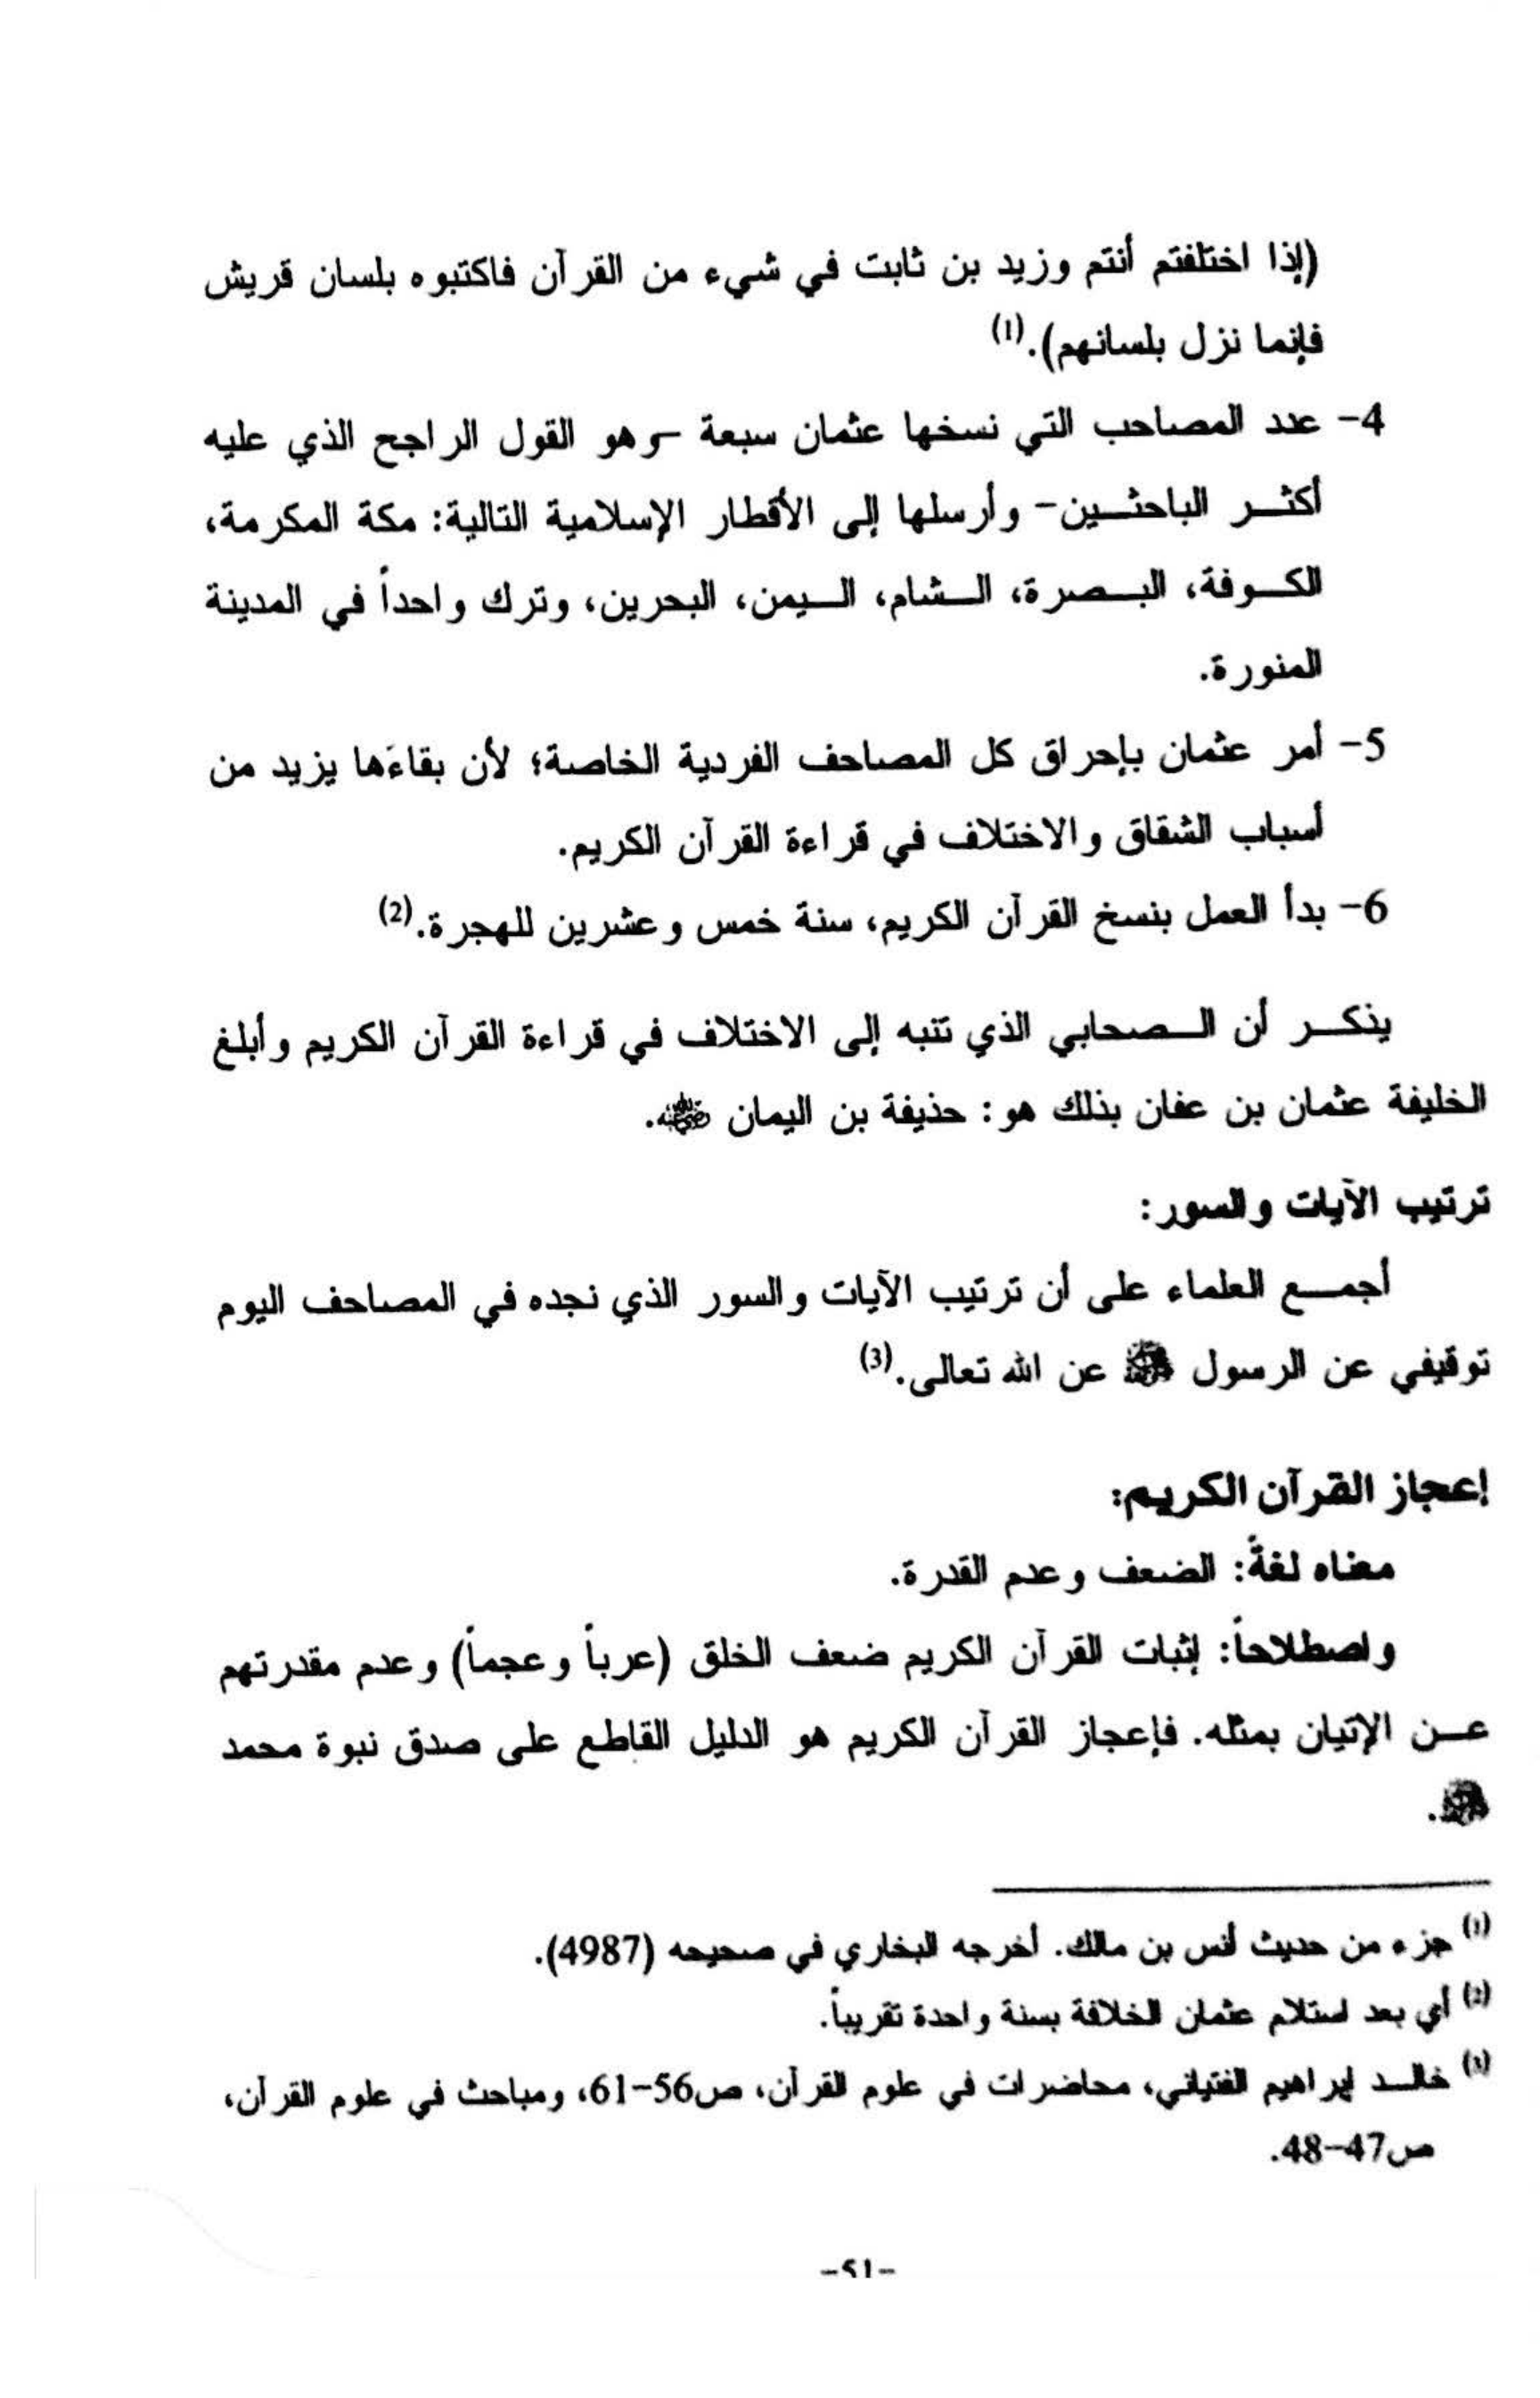 (إذا اختلفتم أنتم وزيد بن ثابت في شيء من القرآن فاكتبوه بلسان قريش
فإنما نزل بلسانهم).(1)
4- عدد المصاحب التي نسخها عثمان سبعة -وهو القول الراجح الذي عليه
أكثر الباحثين- وأرسلها إلى الأقطار الإسلامية التالية: مكة المكرمة،
الكوفة، البصرة، الشام، اليمن، البحرين، وترك واحداً في المدينة
المنورة.
5- أمر عثمان بإحراق كل المصاحف الفردية الخاصة؛ لأن بقاءَها يزيد من
أسباب الشقاق والاختلاف في قراءة القرآن الكريم.
6- بدأ العمل بنسخ القرآن الكريم، سنة خمس وعشرين للهجرة.(2)
يذكر أن الصحابي الذي تنبه إلى الاختلاف في قراءة القرآن الكريم وأبلغ
الخليفة عثمان بن عفان بذلك هو: حذيفة بن اليمان رضي الله عنه.
ترتيب الآيات والسور:
أجمع العلماء على أن ترتيب الآيات والسور الذي نجده في المصاحف اليوم
توقيفي عن الرسول ﷺ عن الله تعالى.(3)
إعجاز القرآن الكريم:
معناه لغةً: الضعف وعدم القدرة.
واصطلاحاً: إثبات القرآن الكريم ضعف الخلق (عرباً وعجماً) وعدم مقدرتهم
عن الإتيان بمثله. فإعجاز القرآن الكريم هو الدليل القاطع على صدق نبوة محمد
ﷺ.
(1) جزء من حديث أنس بن مالك. أخرجه البخاري في صحيحه (4987).
(2) أي بعد استلام عثمان الخلافة بسنة واحدة تقريباً.
(3) خالد إبراهيم الفتياني، محاضرات في علوم القرآن، ص56-61، ومباحث في علوم القرآن،
ص47-48.
-٢١-